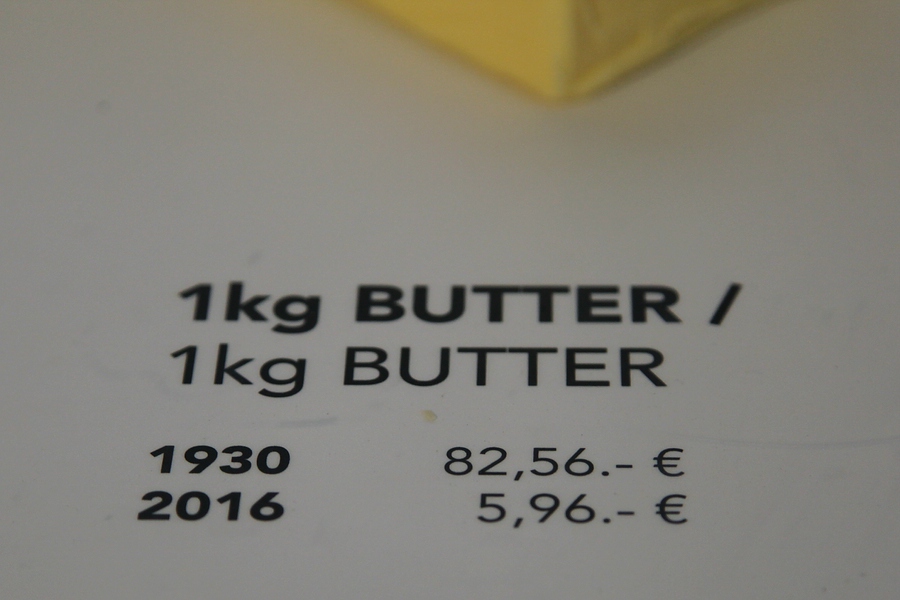 1kg BUTTER /
1kg BUTTER
1930 82,56.- €
2016 5,96.- €